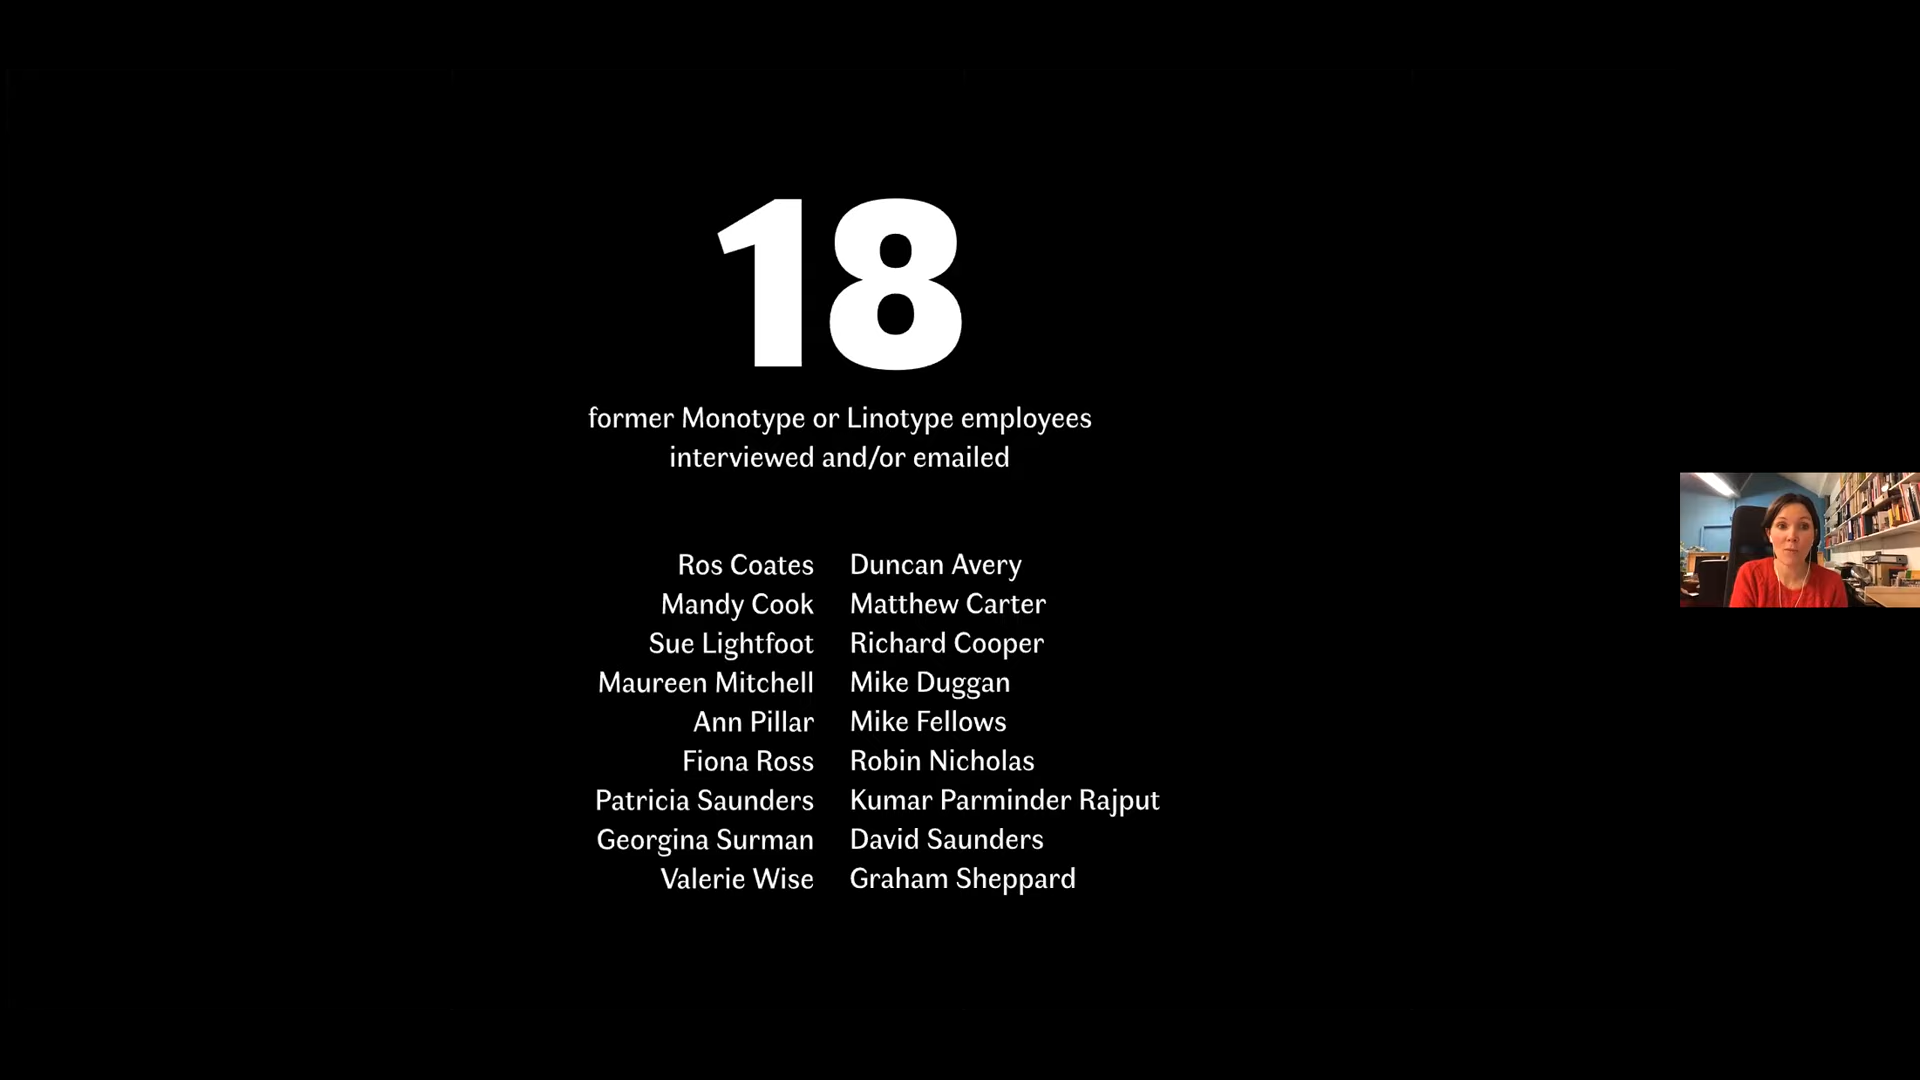 18
former Monotype or Linotype employees
interviewed and/or emailed
Ros Coates Duncan Avery
Mandy Cook Matthew Carter
Sue Lightfoot Richard Cooper
Maureen Mitchell Mike Duggan
Ann Pillar Mike Fellows
Fiona Ross Robin Nicholas
Patricia Saunders Kumar Parminder Rajput
Georgina Surman David Saunders
Valerie Wise Graham Sheppard